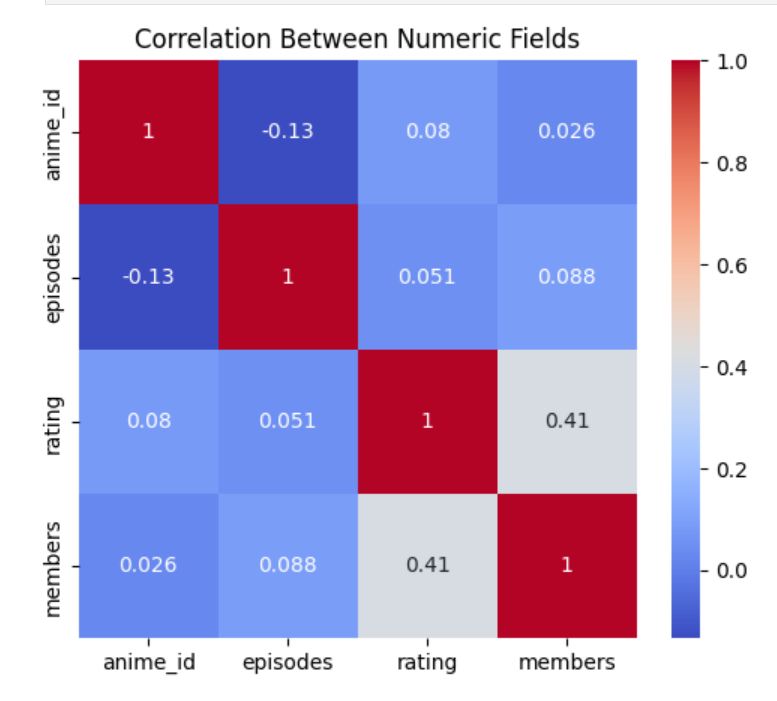 Correlation Between Numeric Fields
anime_id 1 -0.13 0.08 0.026
episodes -0.13 1 0.051 0.088
rating 0.08 0.051 1 0.41
members 0.026 0.088 0.41 1
anime_id episodes rating members
1.0
0.8
0.6
0.4
0.2
0.0